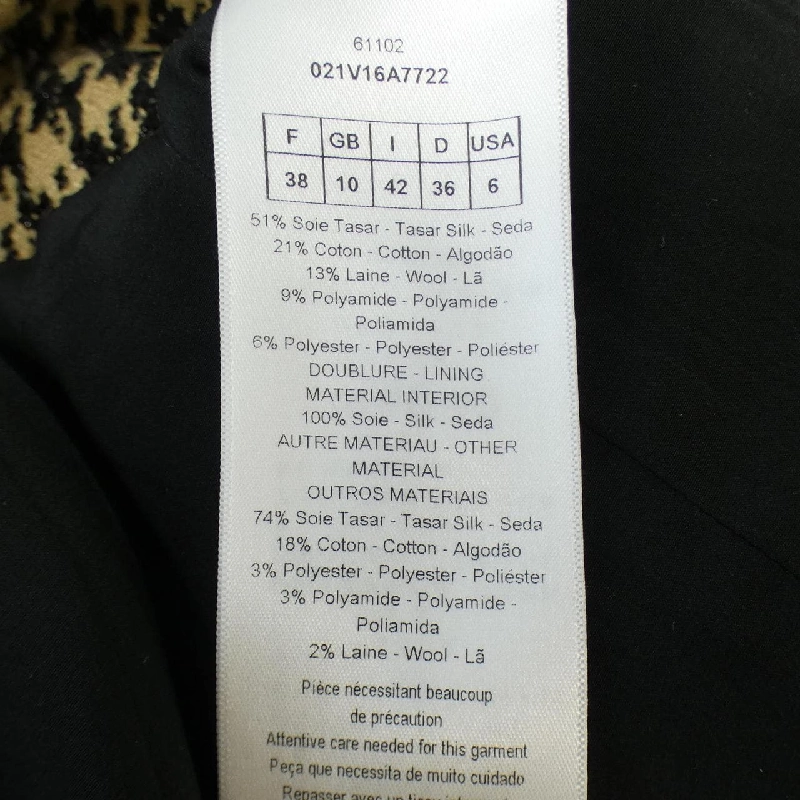 61102
021V16A7722
F GB I D USA
38 10 42 36 6
51% Soie Tasar - Tasar Silk - Seda
21% Coton - Cotton - Algodão
13% Laine - Wool - Lã
9% Polyamide - Polyamide -
Poliamida
6% Polyester - Polyester - Poliéster
DOUBLURE - LINING
MATERIAL INTERIOR
100% Soie - Silk - Seda
AUTRE MATERIAU - OTHER
MATERIAL
OUTROS MATERIAIS
74% Soie Tasar - Tasar Silk - Seda
18% Coton - Cotton - Algodão
3% Polyester - Polyester - Poliéster
3% Polyamide - Polyamide -
Poliamida
2% Laine - Wool - Lã
Pièce nécessitant beaucoup
de précaution
Attentive care needed for this garment
Peça que necessita de muito cuidado
Repasser avec un